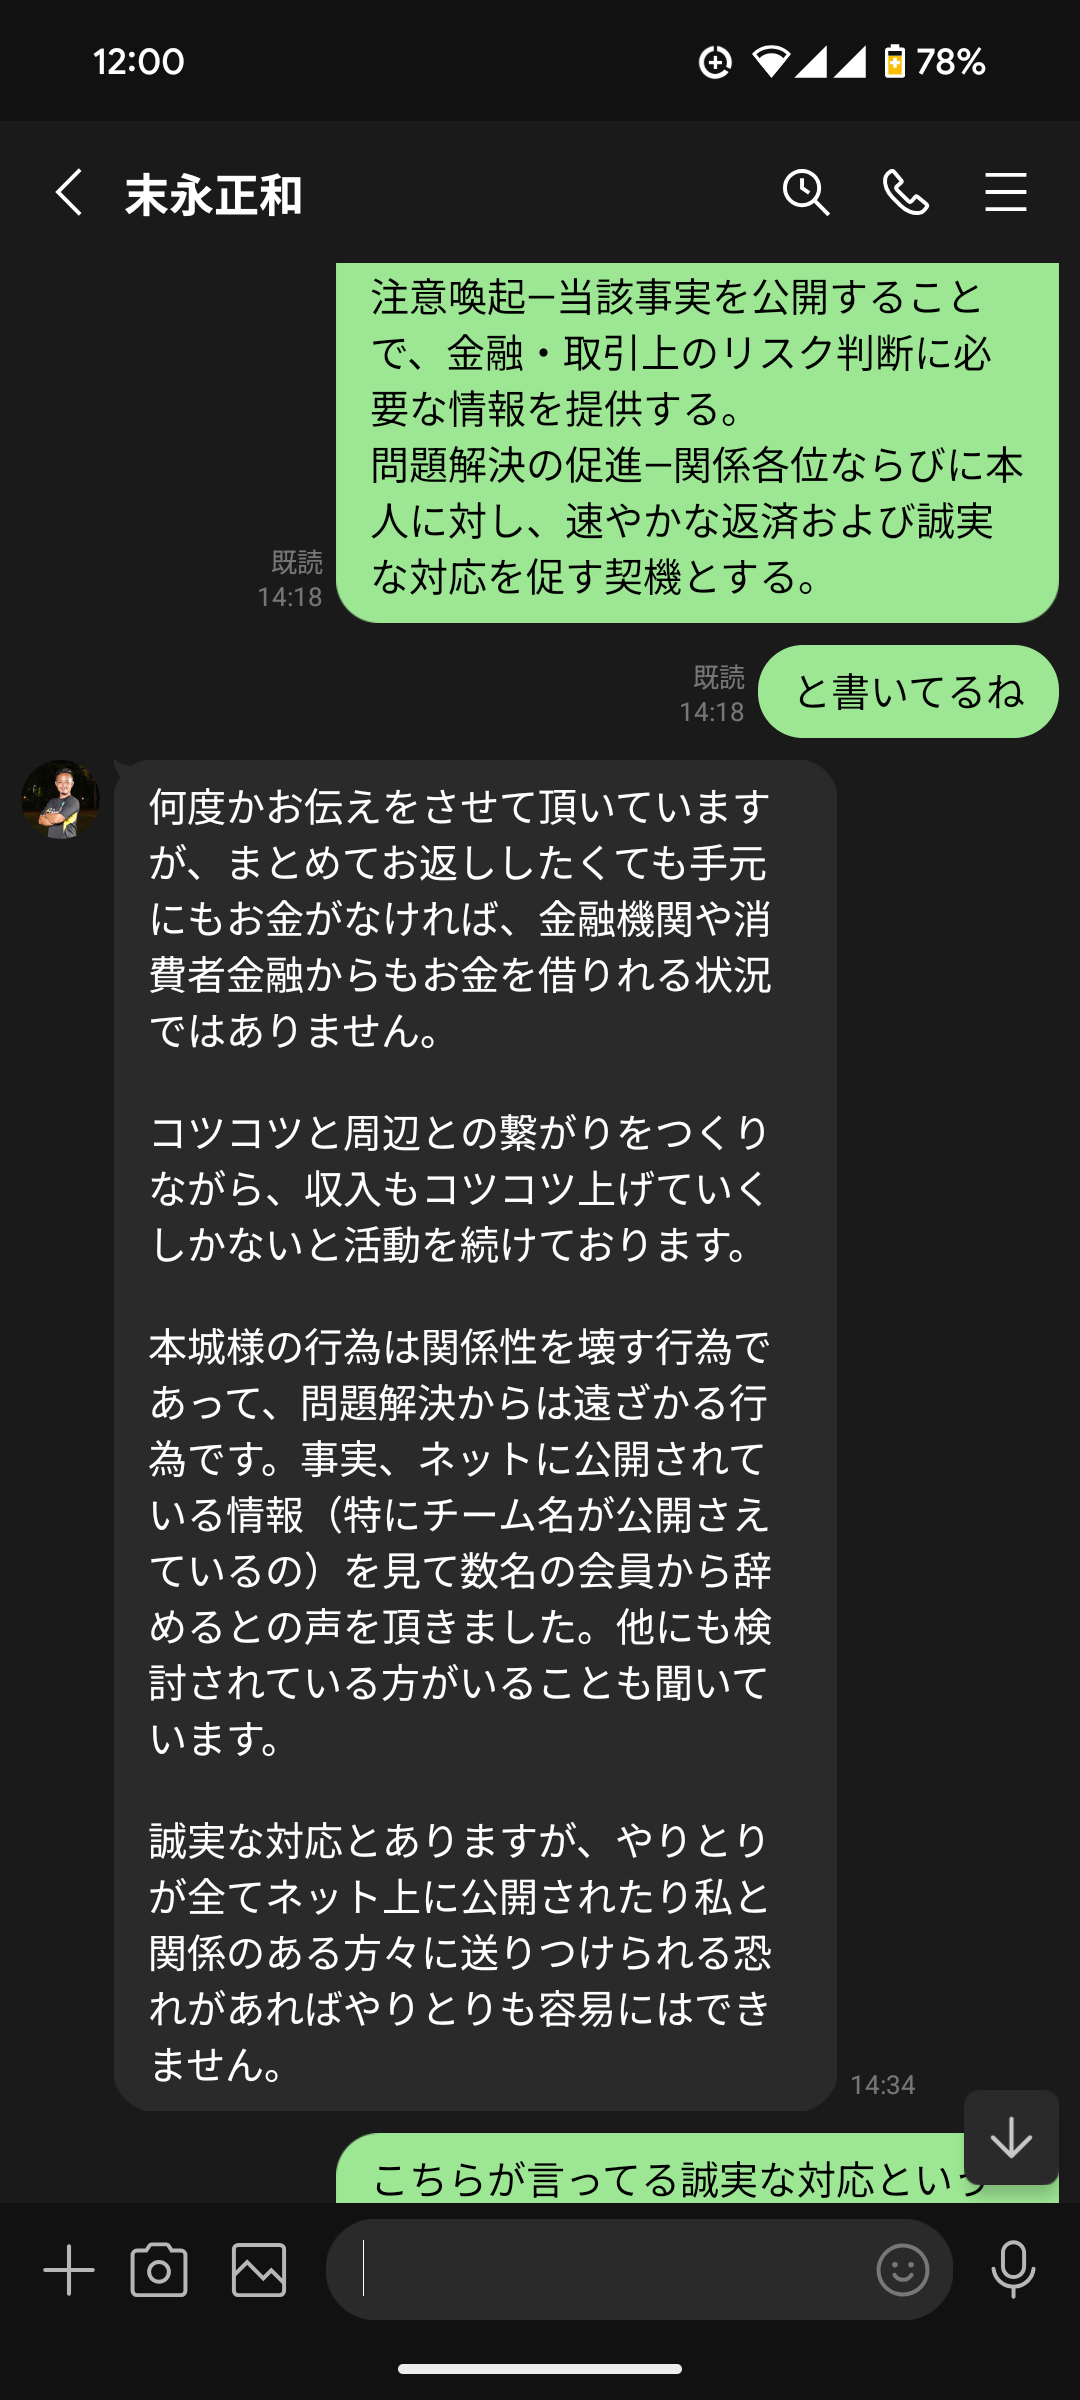 12:00
78%
末永正和
注意喚起–当該事実を公開すること
で、金融・取引上のリスク判断に必
要な情報を提供する。
問題解決の促進–関係各位ならびに本
人に対し、速やかな返済および誠実
な対応を促す契機とする。
既読
14:18
と書いてるね
既読
14:18
何度かお伝えをさせて頂いています
が、まとめてお返ししたくても手元
にもお金がなければ、金融機関や消
費者金融からもお金を借りれる状況
ではありません。
コツコツと周辺との繋がりをつくり
ながら、収入もコツコツ上げていく
しかないと活動を続けております。
本城様の行為は関係性を壊す行為で
あって、問題解決からは遠ざかる行
為です。事実、ネットに公開されて
いる情報（特にチーム名が公開さえ
ているの）を見て数名の会員から辞
めるとの声を頂きました。他にも検
討されている方がいることも聞いて
います。
誠実な対応とありますが、やりとり
が全てネット上に公開されたり私と
関係のある方々に送りつけられる恐
れがあればやりとりも容易にはでき
ません。
14:34
こちらが言ってる誠実な対応という